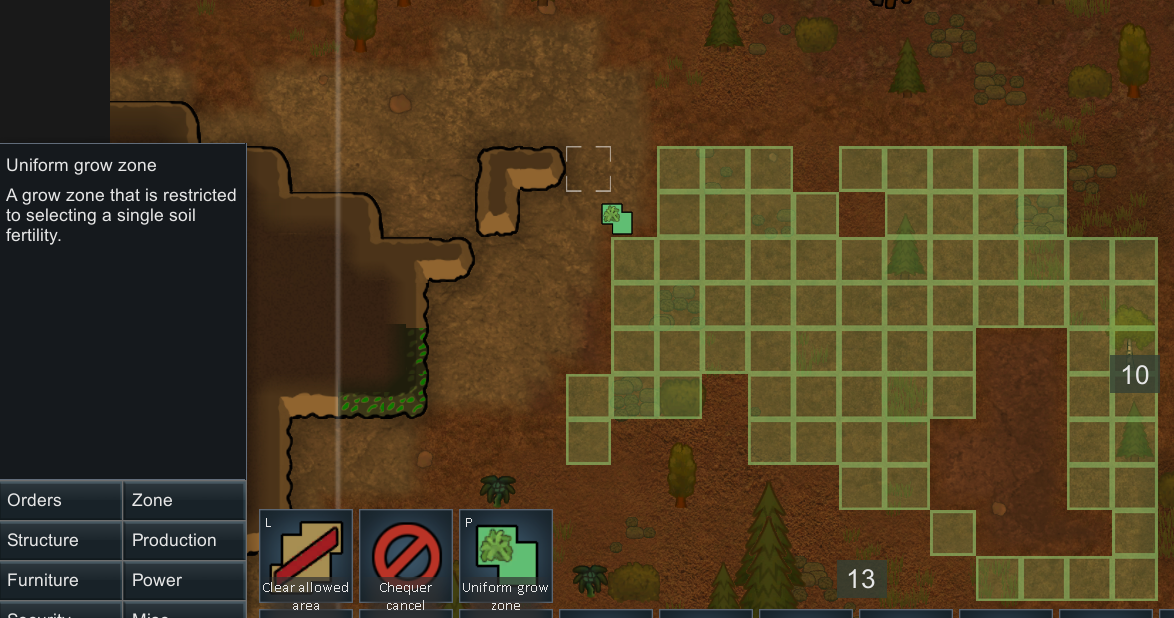 Uniform grow zone
A grow zone that is restricted
to selecting a single soil
fertility.
10
Orders
Zone
Structure
Production
Furniture
Power
L
Clear allowed
area
Chequer
cancel
P
Uniform grow
zone
13